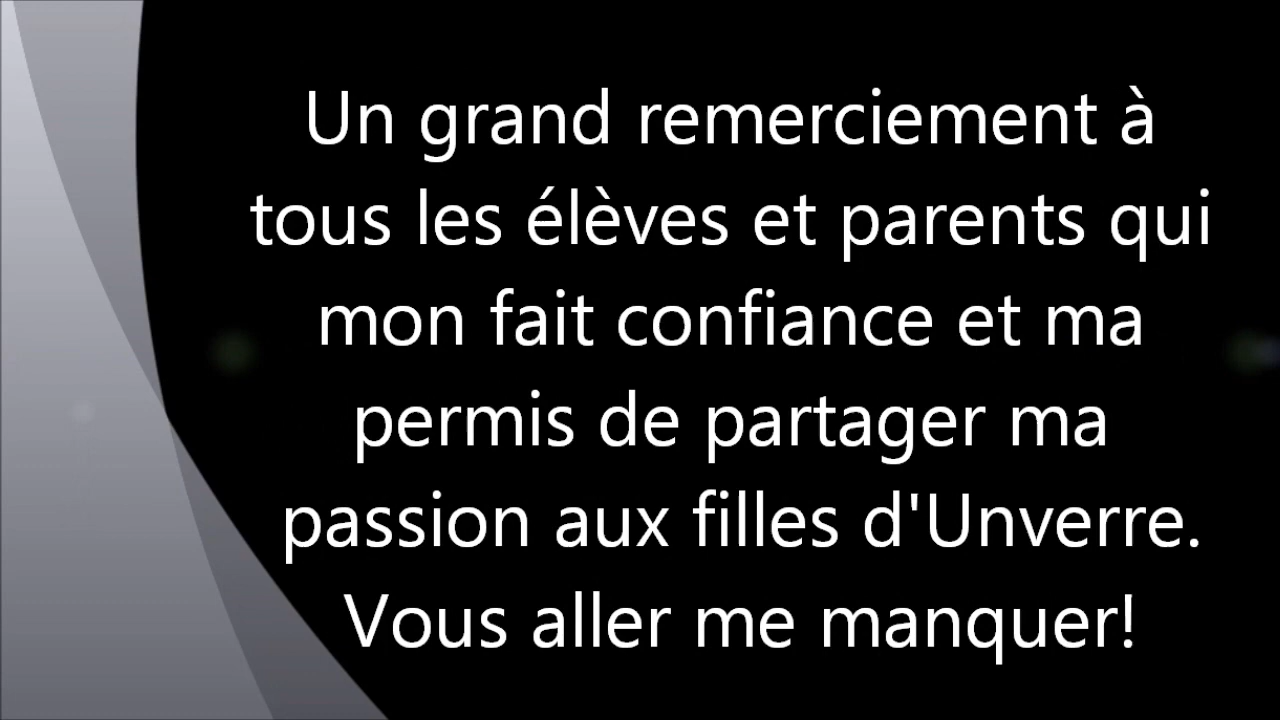 Un grand remerciement à
tous les élèves et parents qui
mon fait confiance et ma
permis de partager ma
passion aux filles d'Unverre.
Vous aller me manquer!